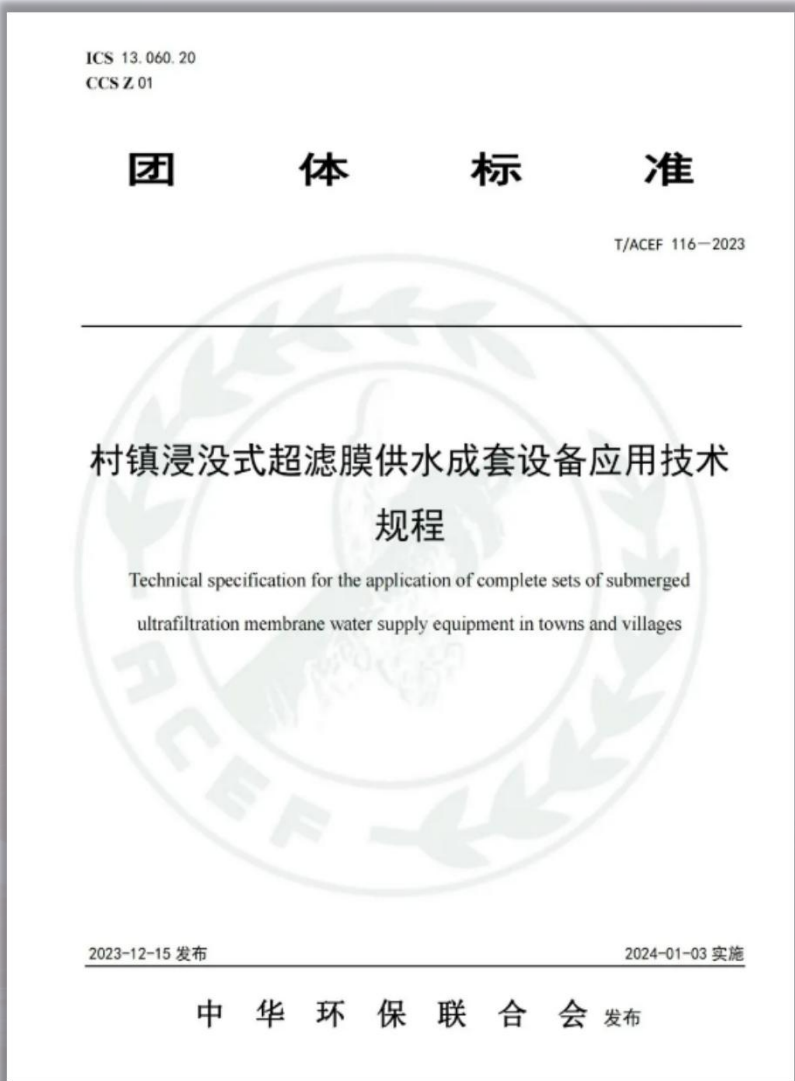 ICS 13.060.20
CCS Z 01
团体标准
T/ACEF 116—2023
村镇浸没式超滤膜供水成套设备应用技术
规程
Technical specification for the application of complete sets of submerged
ultrafiltration membrane water supply equipment in towns and villages
ACEF
2023-12-15 发布
2024-01-03 实施
中华环保联合会 发布